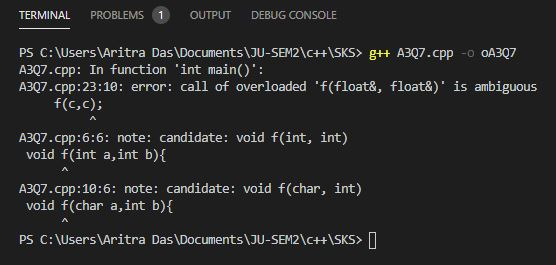 TERMINAL PROBLEMS 1 OUTPUT DEBUG CONSOLE
PS C:\Users\Aritra Das\Documents\JU-SEM2\c++\SKS> g++ A3Q7.cpp -o oA3Q7
A3Q7.cpp: In function 'int main()':
A3Q7.cpp:23:10: error: call of overloaded 'f(float&, float&)' is ambiguous
     f(c,c);
          ^
A3Q7.cpp:6:6: note: candidate: void f(int, int)
 void f(int a,int b){
      ^
A3Q7.cpp:10:6: note: candidate: void f(char, int)
 void f(char a,int b){
      ^
PS C:\Users\Aritra Das\Documents\JU-SEM2\c++\SKS>